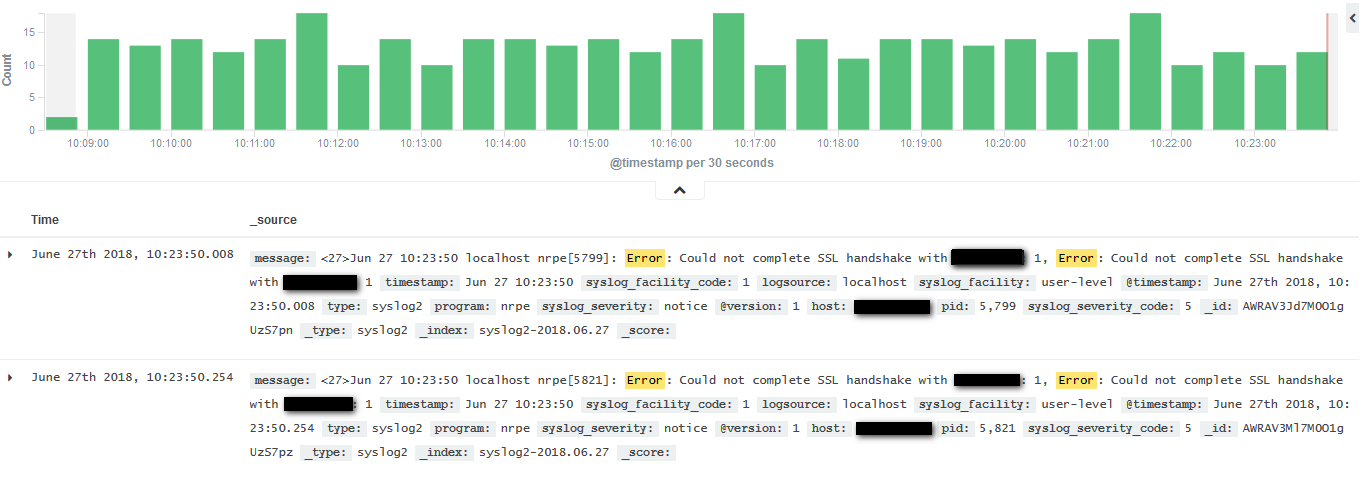 15
10
5
0
Count
10:09:00 10:10:00 10:11:00 10:12:00 10:13:00 10:14:00 10:15:00 10:16:00 10:17:00 10:18:00 10:19:00 10:20:00 10:21:00 10:22:00 10:23:00
@timestamp per 30 seconds
Time _source
June 27th 2018, 10:23:50.008 message: <27>Jun 27 10:23:50 localhost nrpe[5799]: Error: Could not complete SSL handshake with 1, Error: Could not complete SSL handshake
with 1 timestamp: Jun 27 10:23:50 syslog_facility_code: 1 logsource: localhost syslog_facility: user-level @timestamp: June 27th 2018, 10:
23:50.008 type: syslog2 program: nrpe syslog_severity: notice @version: 1 host: pid: 5,799 syslog_severity_code: 5 _id: AWRAV3Jd7MOO1g
UzS7pn _type: syslog2 _index: syslog2-2018.06.27 _score:
June 27th 2018, 10:23:50.254 message: <27>Jun 27 10:23:50 localhost nrpe[5821]: Error: Could not complete SSL handshake with : 1, Error: Could not complete SSL handshake
with : 1 timestamp: Jun 27 10:23:50 syslog_facility_code: 1 logsource: localhost syslog_facility: user-level @timestamp: June 27th 2018, 10:
23:50.254 type: syslog2 program: nrpe syslog_severity: notice @version: 1 host: pid: 5,821 syslog_severity_code: 5 _id: AWRAV3Ml7MOO1g
UzS7pz _type: syslog2 _index: syslog2-2018.06.27 _score: